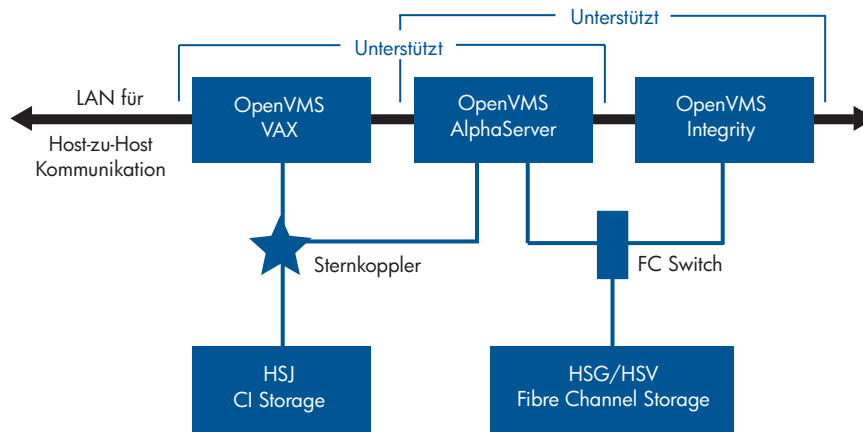 Unterstützt
Unterstützt
LAN für
Host-zu-Host
Kommunikation
OpenVMS
VAX
OpenVMS
AlphaServer
OpenVMS
Integrity
Sternkoppler
FC Switch
HSJ
CI Storage
HSG/HSV
Fibre Channel Storage